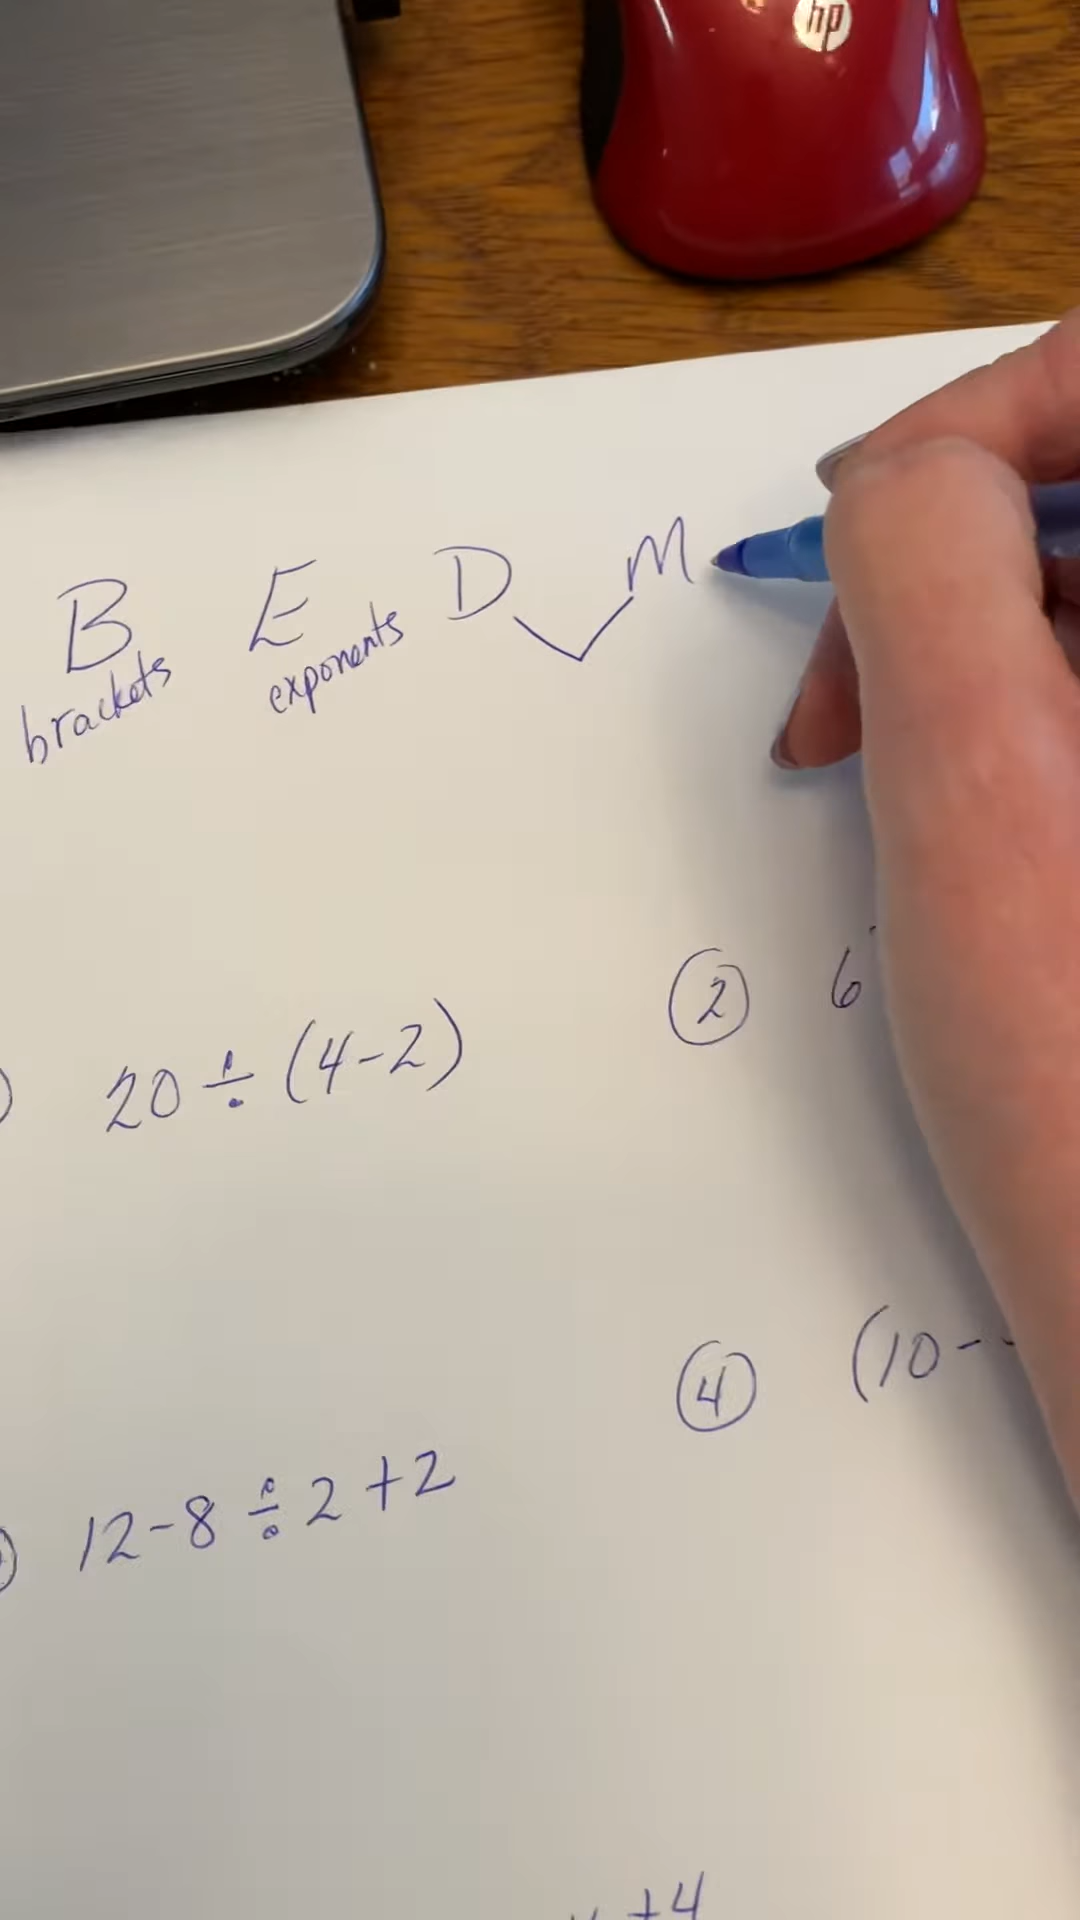 hp
B E D M
brackets exponents
20 ÷ (4-2)
② 6
④ (10-
12-8 ÷ 2 +2
+4